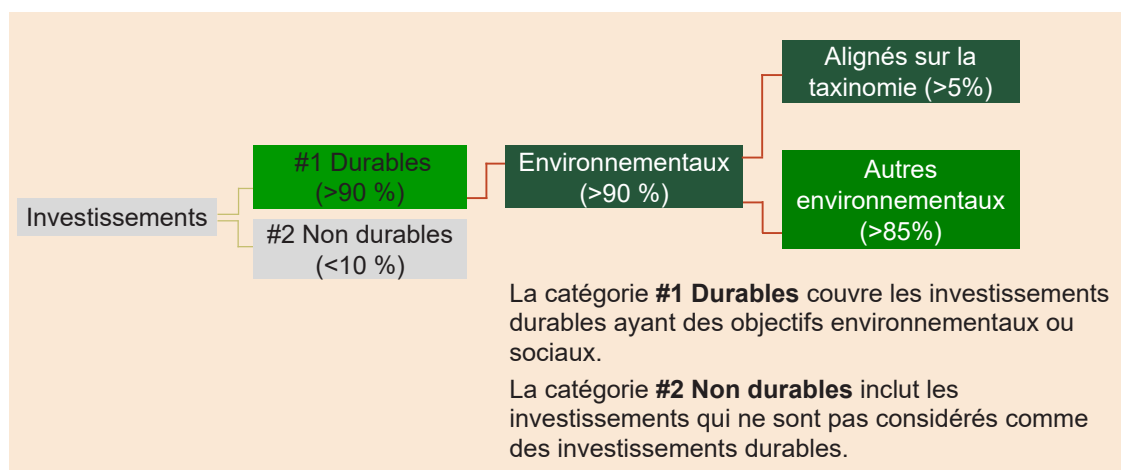 Investissements
#1 Durables
(>90 %)
#2 Non durables
(<10 %)
Environnementaux
(>90 %)
Alignés sur la
taxinomie (>5%)
Autres
environnementaux
(>85%)
La catégorie #1 Durables couvre les investissements
durables ayant des objectifs environnementaux ou
sociaux.
La catégorie #2 Non durables inclut les
investissements qui ne sont pas considérés comme
des investissements durables.